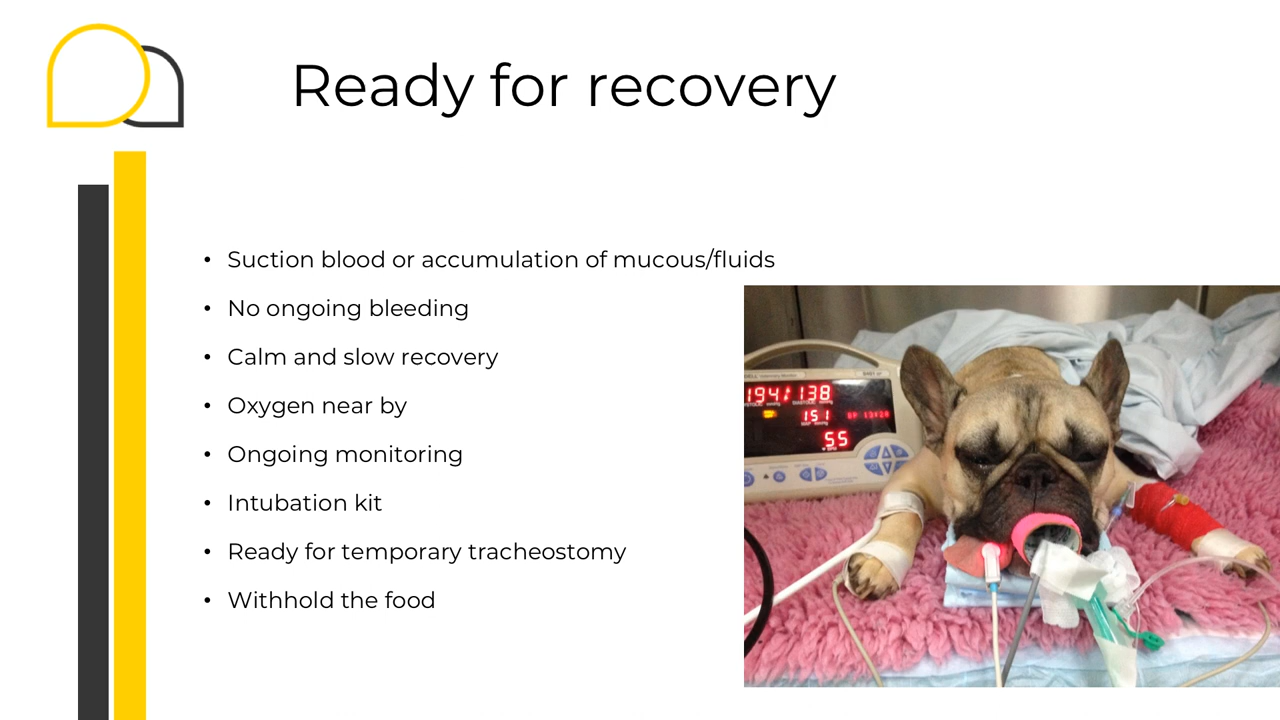 Ready for recovery
• Suction blood or accumulation of mucous/fluids
• No ongoing bleeding
• Calm and slow recovery
• Oxygen near by
• Ongoing monitoring
• Intubation kit
• Ready for temporary tracheostomy
• Withhold the food
194/138
151
55